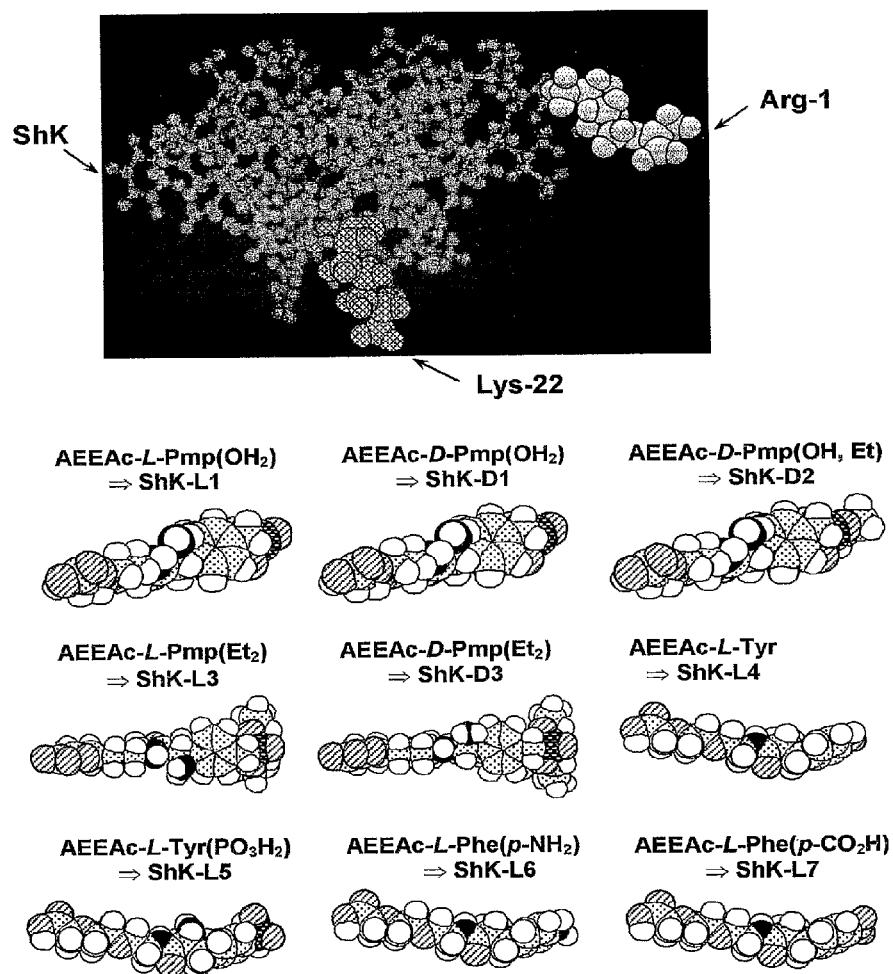 ShK
Arg-1
Lys-22
AEEAc-L-Pmp(OH₂)
⇒ ShK-L1
AEEAc-D-Pmp(OH₂)
⇒ ShK-D1
AEEAc-D-Pmp(OH, Et)
⇒ ShK-D2
AEEAc-L-Pmp(Et₂)
⇒ ShK-L3
AEEAc-D-Pmp(Et₂)
⇒ ShK-D3
AEEAc-L-Tyr
⇒ ShK-L4
AEEAc-L-Tyr(PO₃H₂)
⇒ ShK-L5
AEEAc-L-Phe(p-NH₂)
⇒ ShK-L6
AEEAc-L-Phe(p-CO₂H)
⇒ ShK-L7